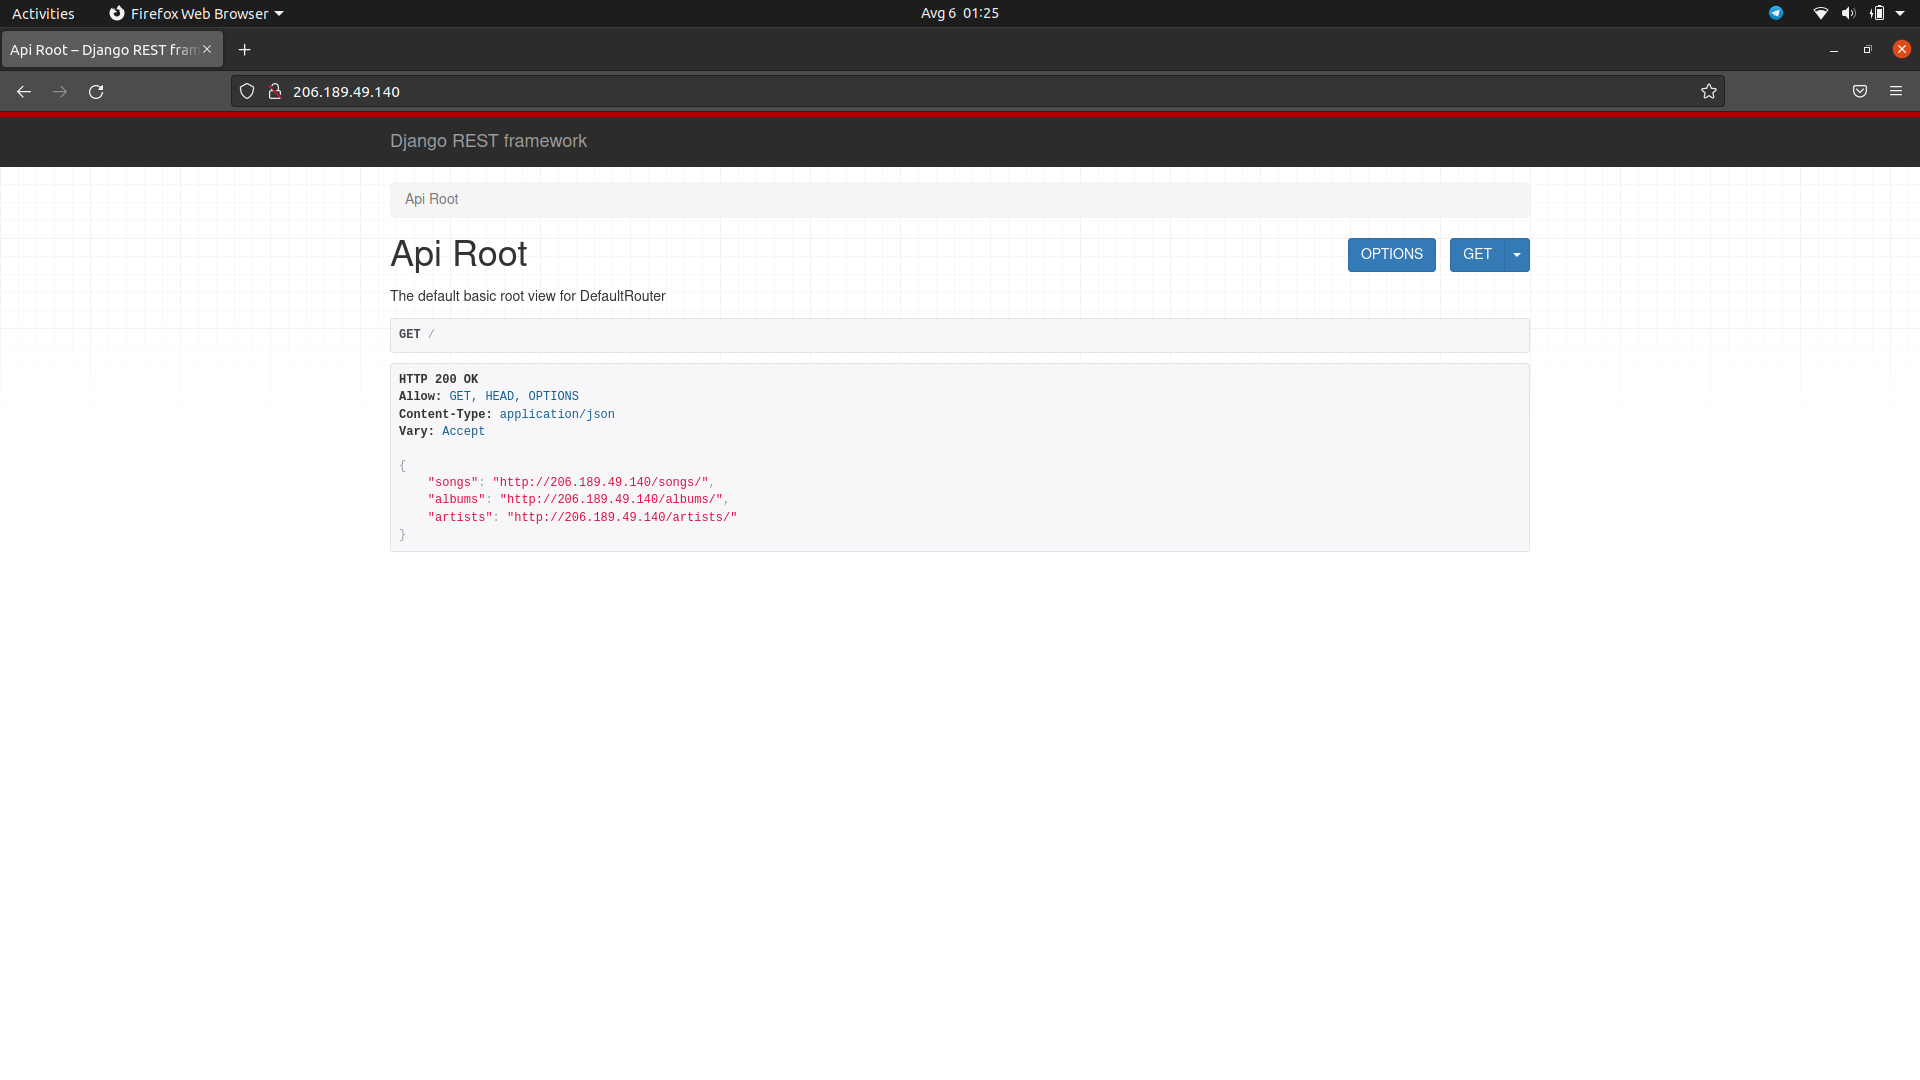 Activities
Firefox Web Browser
Avg 6 01:25
Api Root – Django REST fram
206.189.49.140
Django REST framework
Api Root
Api Root
OPTIONS
GET
The default basic root view for DefaultRouter
GET /
HTTP 200 OK
Allow: GET, HEAD, OPTIONS
Content-Type: application/json
Vary: Accept
{
    "songs": "http://206.189.49.140/songs/",
    "albums": "http://206.189.49.140/albums/",
    "artists": "http://206.189.49.140/artists/"
}